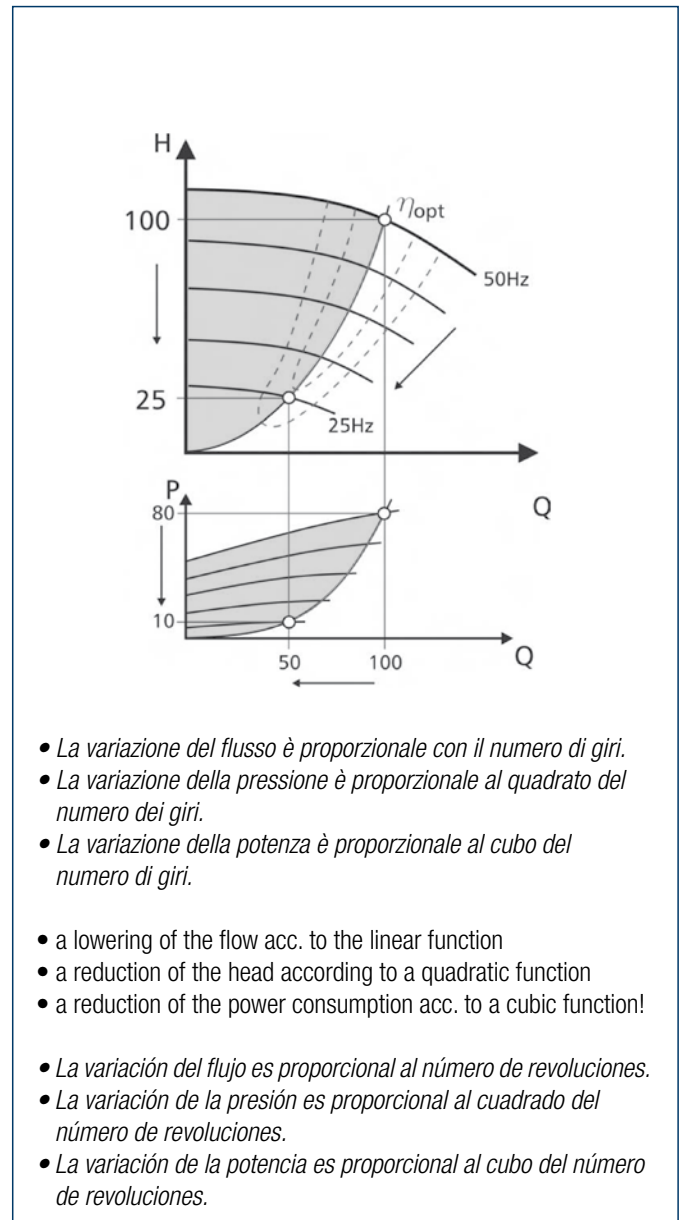 H
100
ηopt
50Hz
25
25Hz
Q
P
80
10
50
100
Q
• La variazione del flusso è proporzionale con il numero di giri.
• La variazione della pressione è proporzionale al quadrato del
numero dei giri.
• La variazione della potenza è proporzionale al cubo del
numero di giri.
• a lowering of the flow acc. to the linear function
• a reduction of the head according to a quadratic function
• a reduction of the power consumption acc. to a cubic function!
• La variación del flujo es proporcional al número de revoluciones.
• La variación de la presión es proporcional al cuadrado del
número de revoluciones.
• La variación de la potencia es proporcional al cubo del número
de revoluciones.